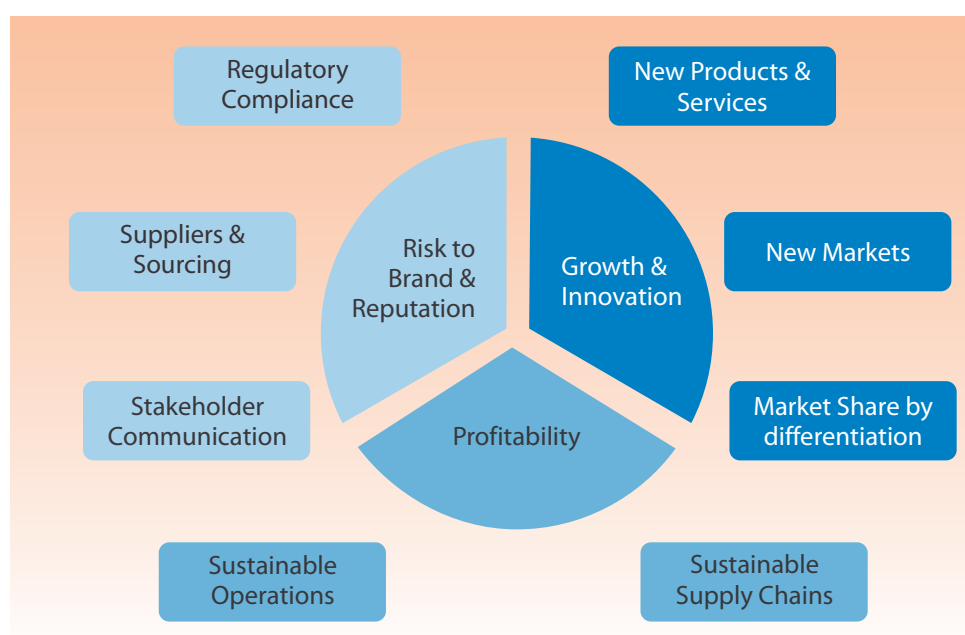 Regulatory
Compliance
New Products &
Services
Suppliers &
Sourcing
Risk to
Brand &
Reputation
Growth &
Innovation
New Markets
Stakeholder
Communication
Profitability
Market Share by
differentiation
Sustainable
Operations
Sustainable
Supply Chains